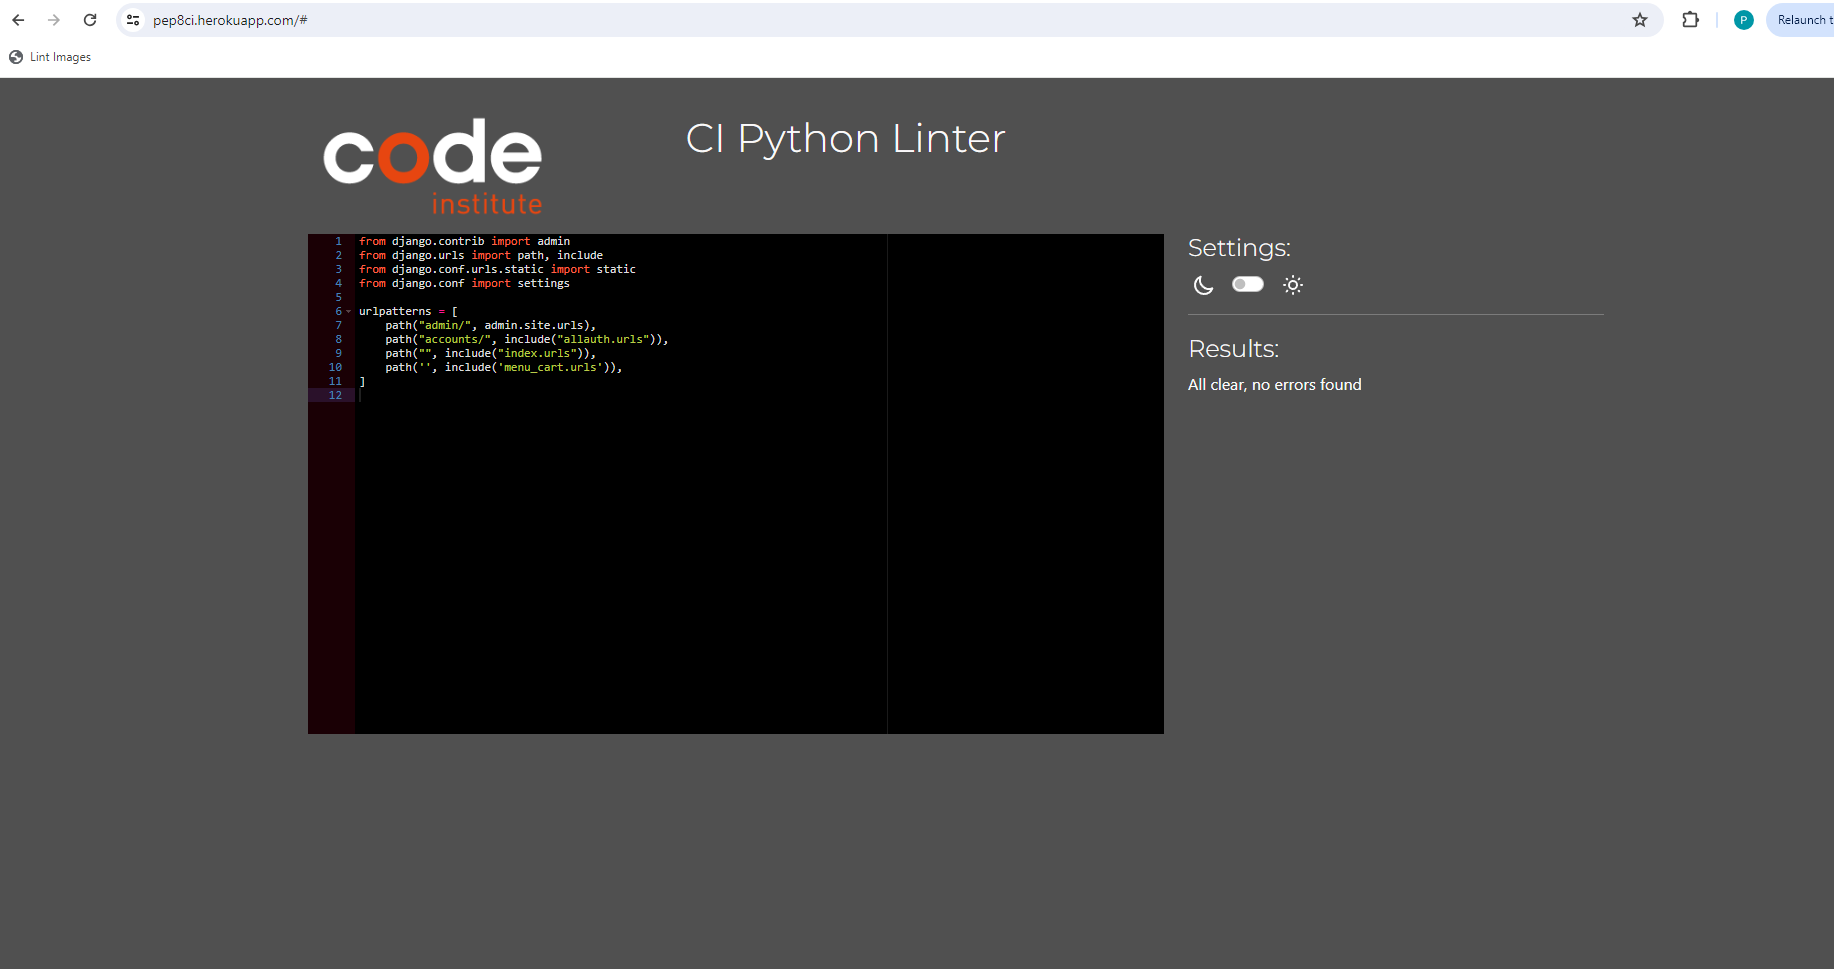 pep8ci.herokuapp.com/#
P
Relaunch t
Lint Images
code
institute
CI Python Linter
1 from django.contrib import admin
2 from django.urls import path, include
3 from django.conf.urls.static import static
4 from django.conf import settings
5
6 urlpatterns = [
7     path("admin/", admin.site.urls),
8     path("accounts/", include("allauth.urls")),
9     path("", include("index.urls")),
10     path('', include('menu_cart.urls')),
11 ]
12
Settings:
Results:
All clear, no errors found